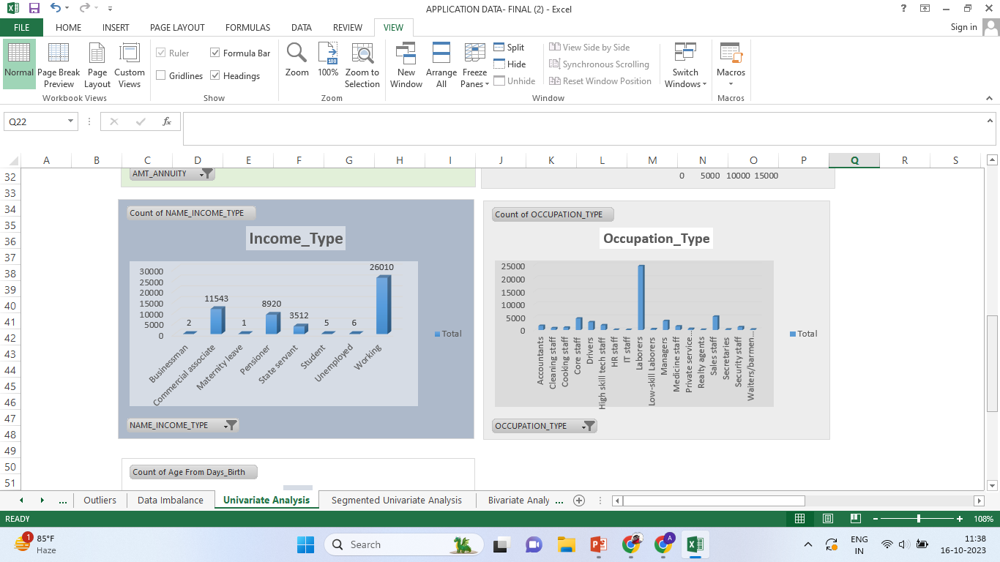 APPLICATION DATA- FINAL (2) - Excel
?
FILE HOME INSERT PAGE LAYOUT FORMULAS DATA REVIEW VIEW Sign in
Normal
Page Break Preview
Page Layout
Custom Views
Workbook Views
Ruler
Formula Bar
Gridlines
Headings
Show
Zoom
100
100%
Zoom to Selection
Zoom
New Window
Arrange All
Freeze Panes
Split
Hide
Unhide
View Side by Side
Synchronous Scrolling
Reset Window Position
Window
Switch Windows
Macros
Macros
Q22
fx
A B C D E F G H I J K L M N O P Q R S
32
33
34
35
36
37
38
39
40
41
42
43
44
45
46
47
48
49
50
51
AMT_ANNUITY
0 5000 10000 15000
Count of NAME_INCOME_TYPE
Income_Type
30000
25000
20000
15000
10000
5000
0
2
11543
1
8920
3512
5
6
26010
Businessman
Commercial associate
Maternity leave
Pensioner
State servant
Student
Unemployed
Working
Total
NAME_INCOME_TYPE
Count of OCCUPATION_TYPE
Occupation_Type
25000
20000
15000
10000
5000
0
Accountants
Cleaning staff
Cooking staff
Core staff
Drivers
High skill tech staff
HR staff
IT staff
Laborers
Low-skill Laborers
Managers
Medicine staff
Private service...
Realty agents
Sales staff
Secretaries
Security staff
Waiters/barmen...
Total
OCCUPATION_TYPE
Count of Age From Days_Birth
... Outliers Data Imbalance Univariate Analysis Segmented Univariate Analysis Bivariate Analy ...
READY
108%
1
85°F
Haze
Search
A
ENG
IN
11:38
16-10-2023